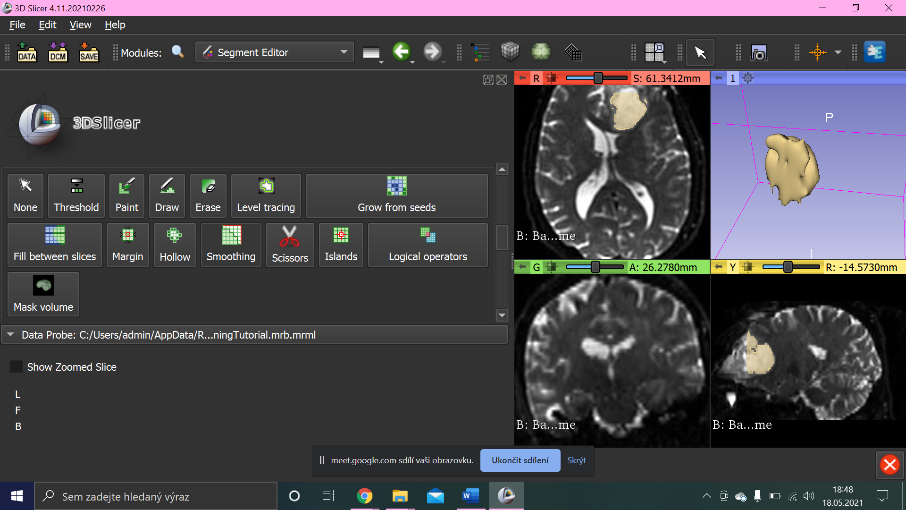 3D Slicer 4.11.20210226
File Edit View Help
DATA DCM SAVE Modules: Segment Editor
R S: 61.3412mm 1
3DSlicer
P
None Threshold Paint Draw Erase Level tracing Grow from seeds
B: Ba...me
Fill between slices Margin Hollow Smoothing Scissors Islands Logical operators
G A: 26.2780mm Y R: -14.5730mm
Mask volume
Data Probe: C:/Users/admin/AppData/R...ningTutorial.mrb.mrml
Show Zoomed Slice
L
F
B
B: Ba...me B: Ba...me
meet.google.com sdílí vaši obrazovku. Ukončit sdílení Skrýt
Sem zadejte hledaný výraz
18:48
18.05.2021